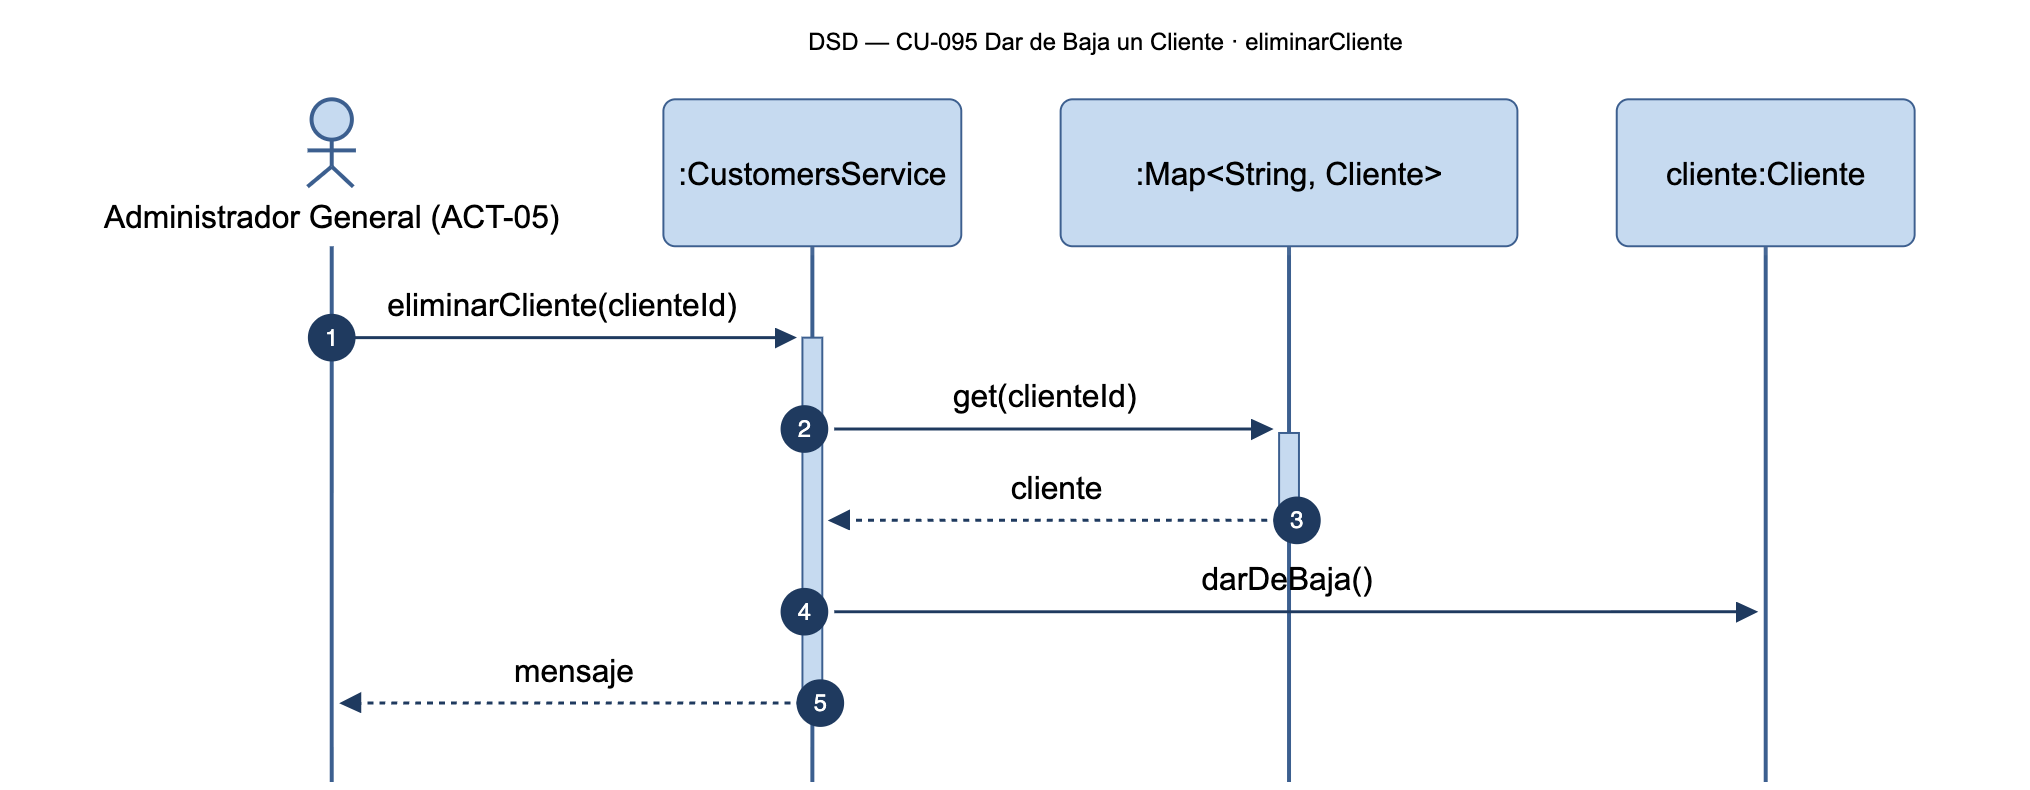 DSD — CU-095 Dar de Baja un Cliente · eliminarCliente
Administrador General (ACT-05)
:CustomersService
:Map<String, Cliente>
cliente:Cliente
eliminarCliente(clienteId)
1
get(clienteId)
2
cliente
3
darDeBaja()
4
mensaje
5